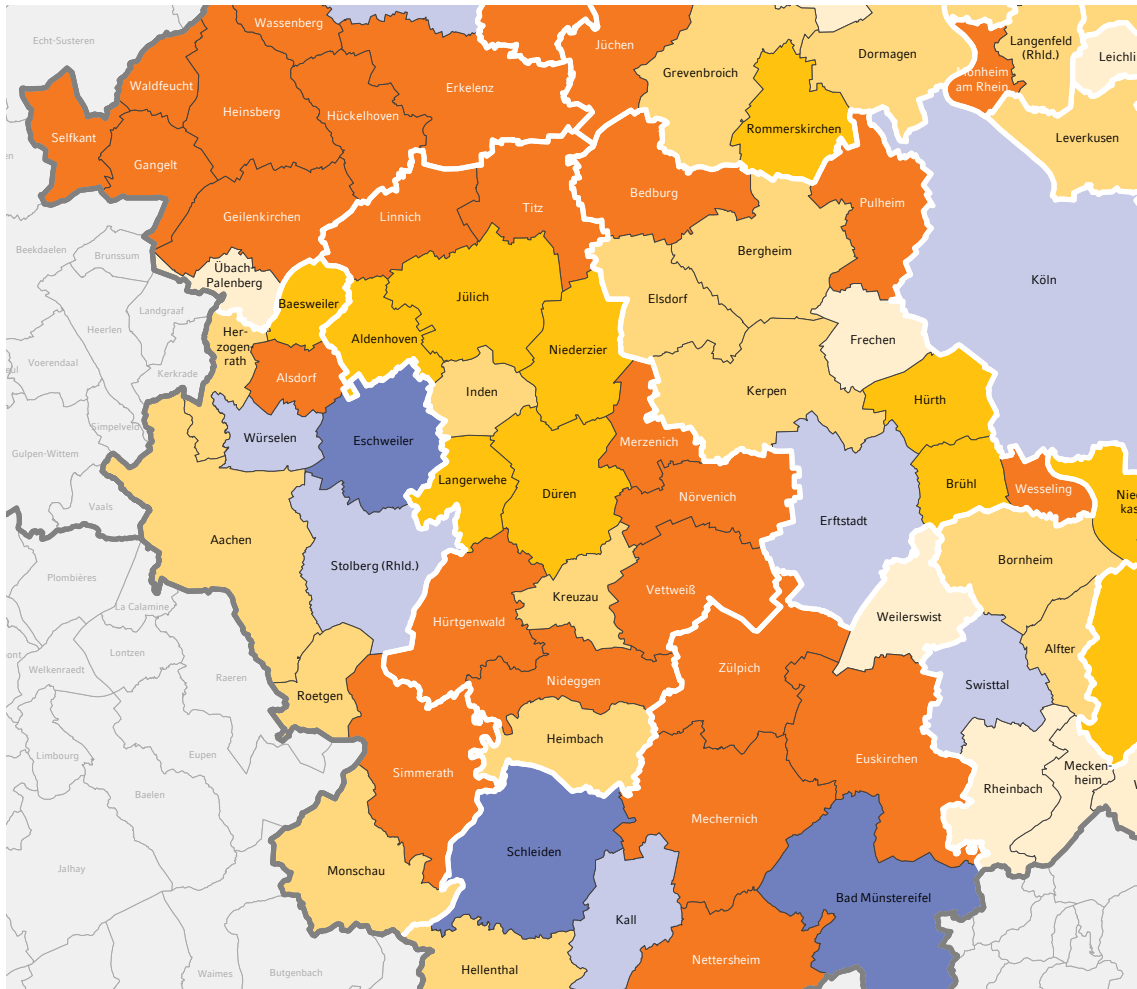 Wassenberg
Echt-Susteren
Jüchen
Dormagen
Langenfeld
(Rhld.)
Leichli
Grevenbroich
Monheim
am Rhein
Waldfeucht
Erkelenz
Heinsberg
Hückelhoven
Rommerskirchen
Leverkusen
Selfkant
Gangelt
Bedburg
Pulheim
Titz
Linnich
Geilenkirchen
Beekdaelen
Brunssum
Bergheim
Übach-
Palenberg
Köln
Jülich
Elsdorf
Baesweiler
Landgraaf
Heerlen
Her-
zogen-
rath
Aldenhoven
Niederzier
Frechen
Voerendaal
Kerkrade
Alsdorf
Inden
Kerpen
Hürth
Simpelveld
Würselen
Eschweiler
Merzenich
Gulpen-Wittem
Langerwehe
Düren
Nörvenich
Brühl
Wesseling
Nied
kas
Vaals
Aachen
Erftstadt
Bornheim
Stolberg (Rhld.)
Plombières
La Calamine
Kreuzau
Vettweiß
Weilerswist
Hürtgenwald
Lontzen
Welkenraedt
Raeren
Alfter
Zülpich
Nideggen
Swisttal
Roetgen
Heimbach
Limbourg
Eupen
Euskirchen
Simmerath
Mecken-
heim
Rheinbach
Baelen
Mechernich
Schleiden
Jalhay
Monschau
Bad Münstereifel
Kall
Nettersheim
Hellenthal
Waimes
Butgenbach